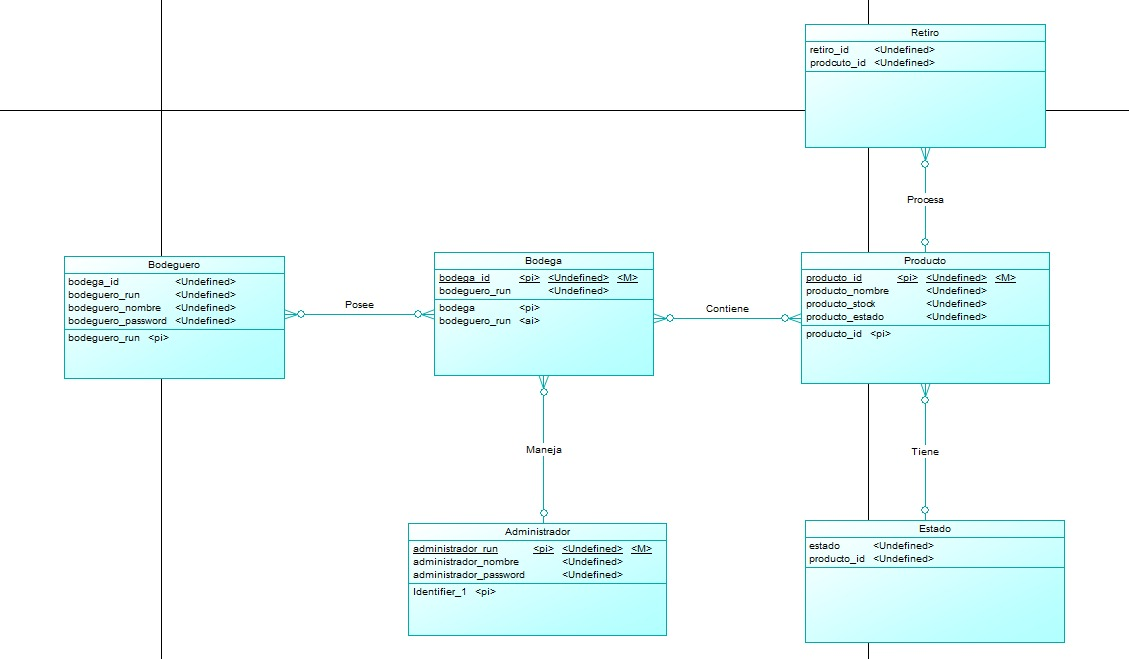 Retiro
retiro_id <Undefined>
prodcuto_id <Undefined>
Procesa
Bodeguero
bodega_id <Undefined>
bodeguero_run <Undefined>
bodeguero_nombre <Undefined>
bodeguero_password <Undefined>
bodeguero_run <pi>
Posee
Bodega
bodega_id <pi> <Undefined> <M>
bodeguero_run <Undefined>
bodega <pi>
bodeguero_run <ai>
Contiene
Producto
producto_id <pi> <Undefined> <M>
producto_nombre <Undefined>
producto_stock <Undefined>
producto_estado <Undefined>
producto_id <pi>
Maneja
Tiene
Administrador
administrador_run <pi> <Undefined> <M>
administrador_nombre <Undefined>
administrador_password <Undefined>
Identifier_1 <pi>
Estado
estado <Undefined>
producto_id <Undefined>